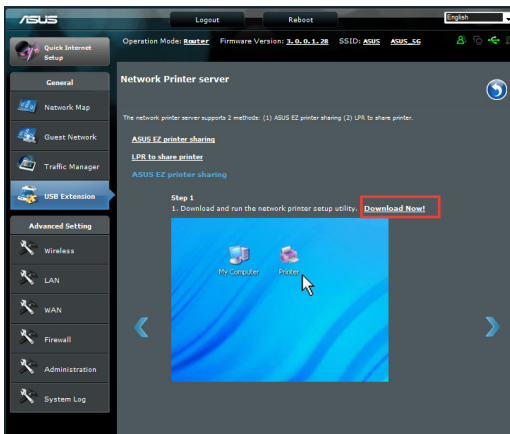 ASUS
Logout
Reboot
English
Quick Internet
Setup
Operation Mode: Router Firmware Version: 3.0.0.1.28 SSID: ASUS ASUS_5G
General
Network Map
Guest Network
Traffic Manager
USB Extension
Advanced Setting
Wireless
LAN
WAN
Firewall
Administration
System Log
Network Printer server
The network printer server supports 2 methods: (1) ASUS EZ printer sharing (2) LPR to share printer.
ASUS EZ printer sharing
LPR to share printer
ASUS EZ printer sharing
Step 1
1. Download and run the network printer setup utility. Download Now!
My Computer
Printer